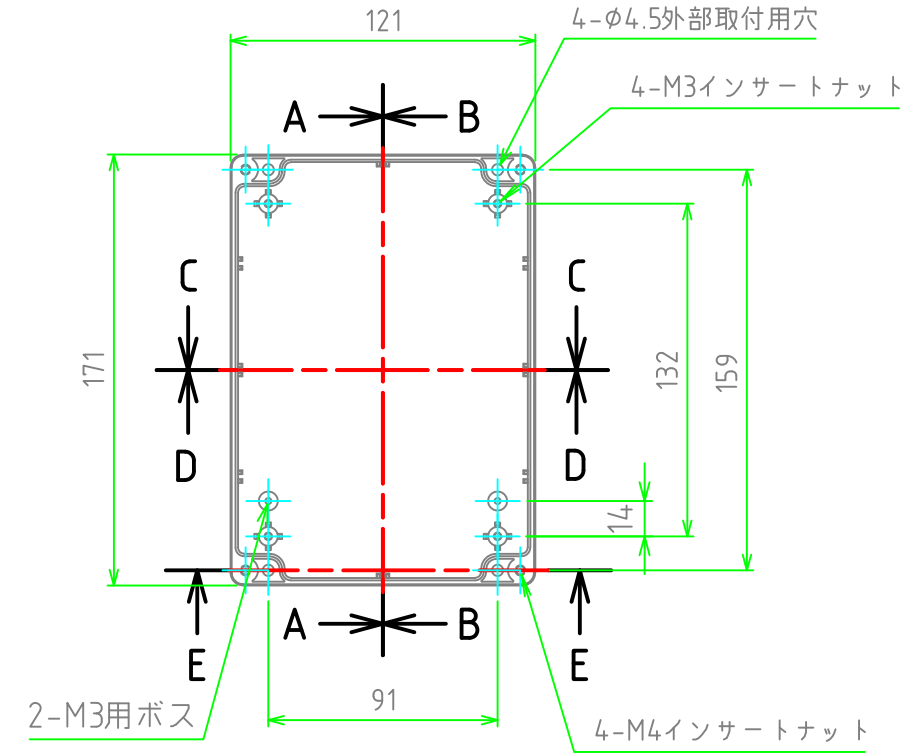 121
4-Φ4.5外部取付用穴
4-M3インサートナット
A
B
C
C
171
132
159
D
D
14
A
B
E
E
91
2-M3用ボス
4-M4インサートナット